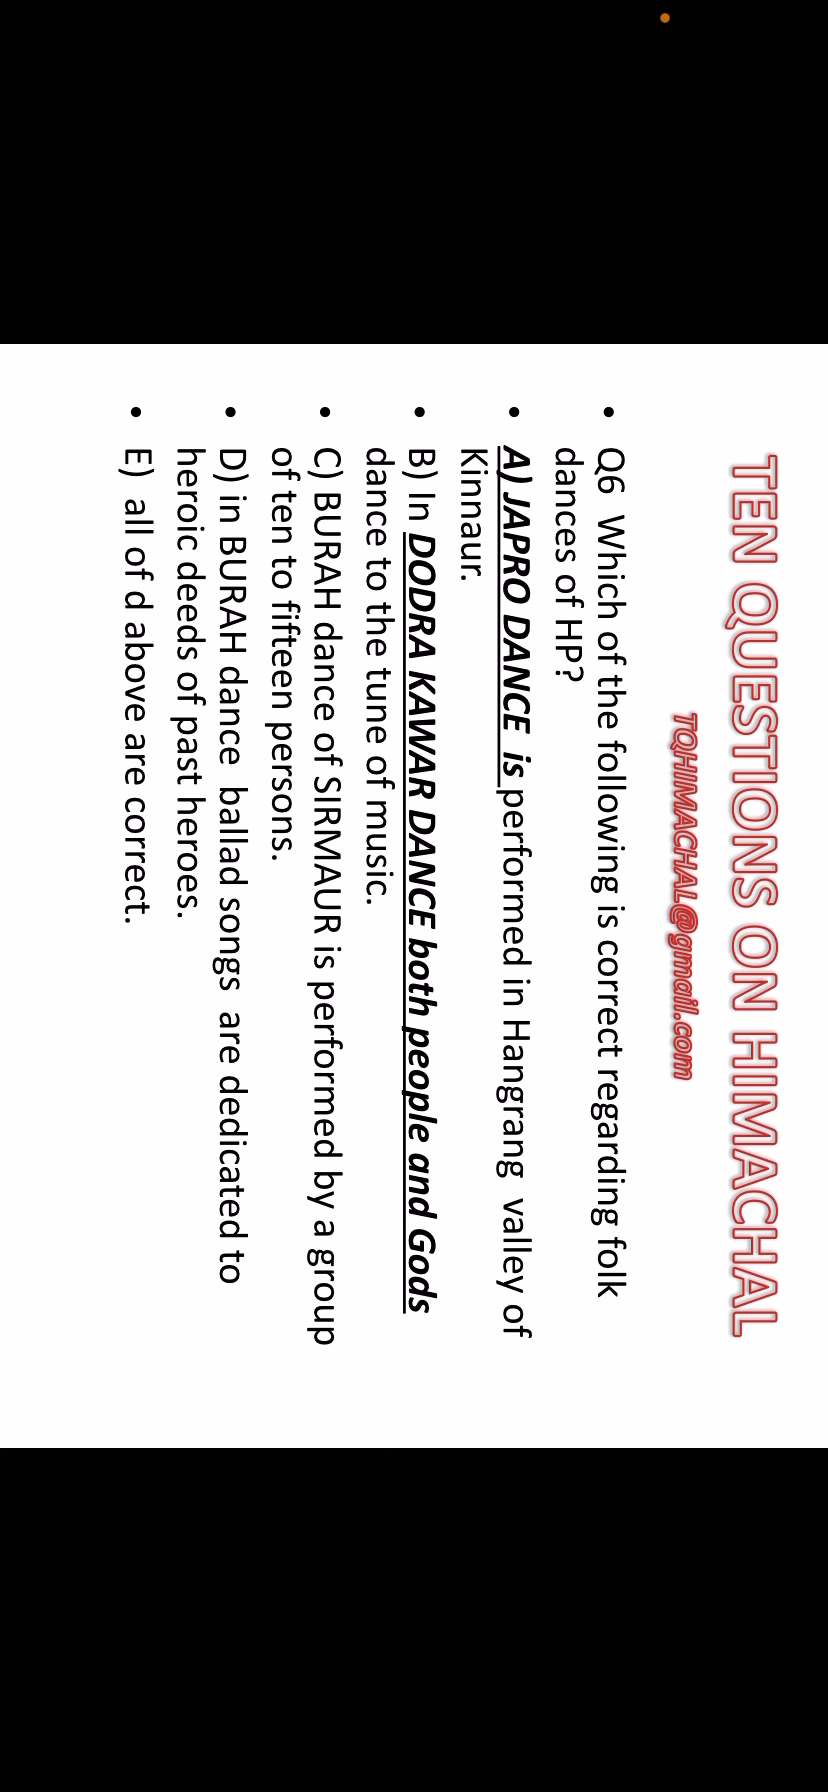 TEN QUESTIONS ON HIMACHAL
TQHIMACHAL@gmail.com
• Q6 Which of the following is correct regarding folk
dances of HP?
• A) JAPRO DANCE is performed in Hangrang valley of
Kinnaur.
• B) In DODRA KAWAR DANCE both people and Gods
dance to the tune of music.
• C) BURAH dance of SIRMAUR is performed by a group
of ten to fifteen persons.
• D) in BURAH dance ballad songs are dedicated to
heroic deeds of past heroes.
• E) all of d above are correct.